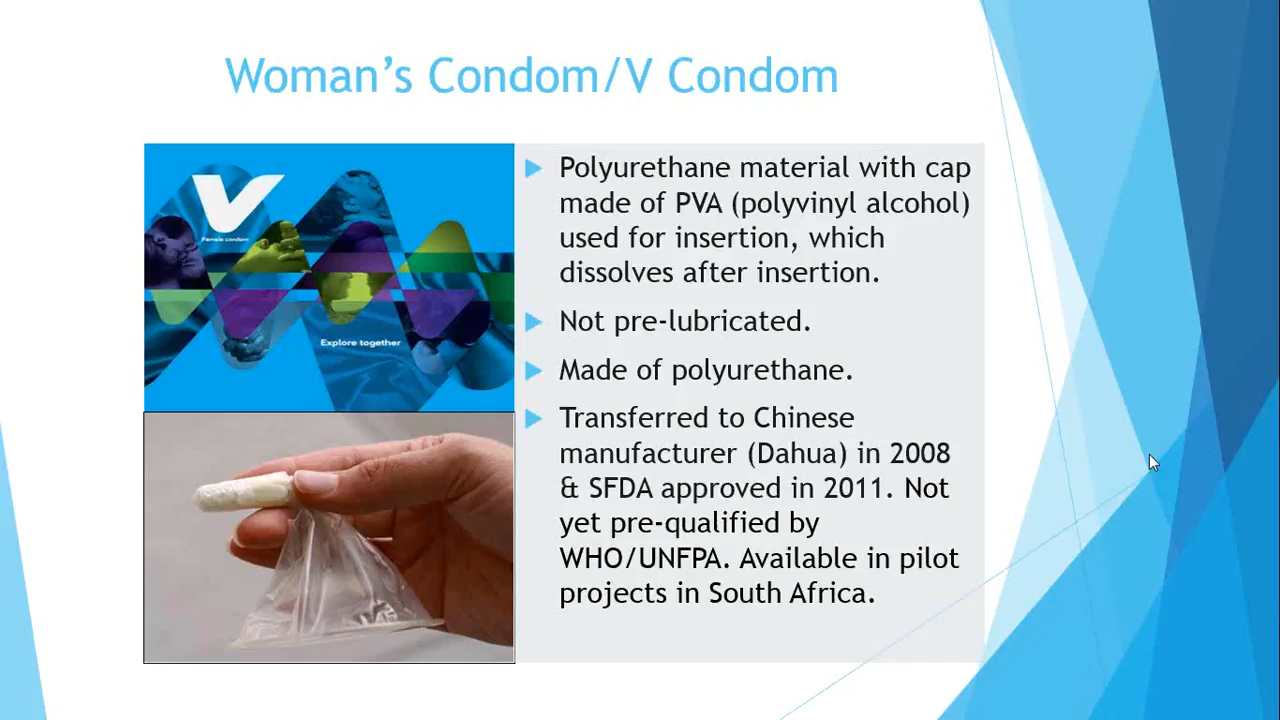 Woman’s Condom/V Condom
V
Female condom
Explore together
Polyurethane material with cap
made of PVA (polyvinyl alcohol)
used for insertion, which
dissolves after insertion.
Not pre-lubricated.
Made of polyurethane.
Transferred to Chinese
manufacturer (Dahua) in 2008
& SFDA approved in 2011. Not
yet pre-qualified by
WHO/UNFPA. Available in pilot
projects in South Africa.